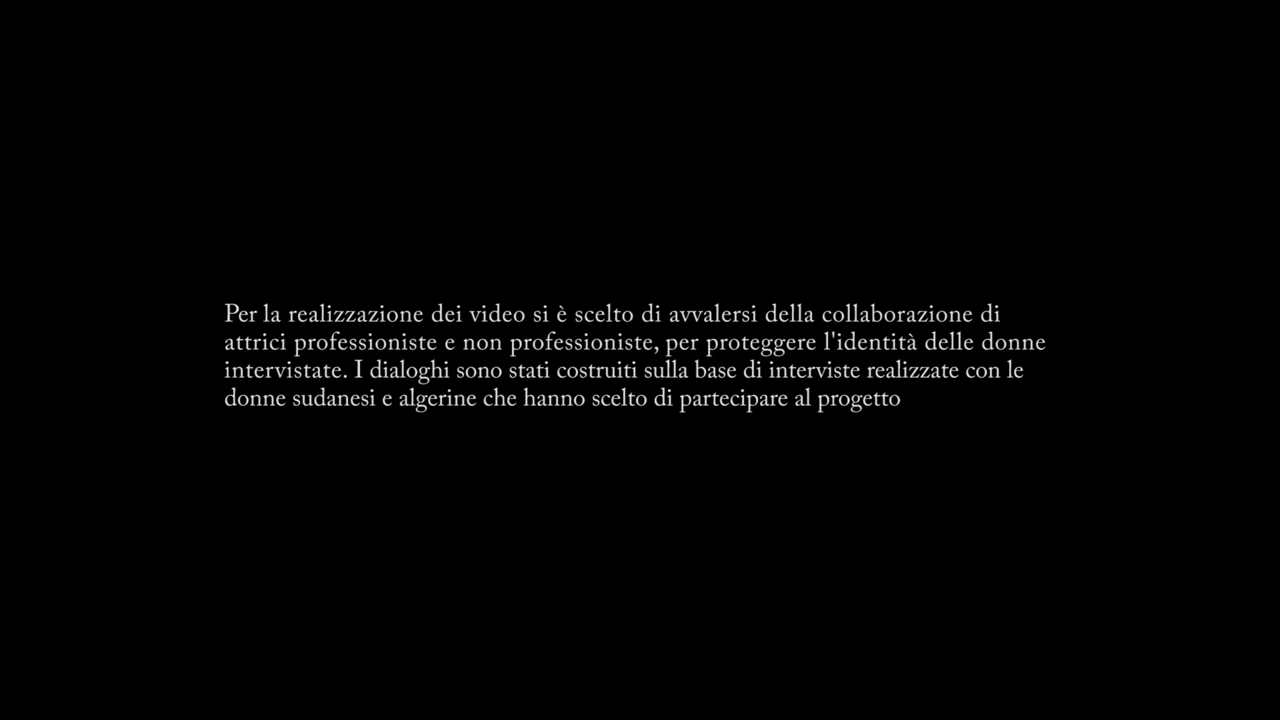 Per la realizzazione dei video si è scelto di avvalersi della collaborazione di
attrici professioniste e non professioniste, per proteggere l'identità delle donne
intervistate. I dialoghi sono stati costruiti sulla base di interviste realizzate con le
donne sudanesi e algerine che hanno scelto di partecipare al progetto